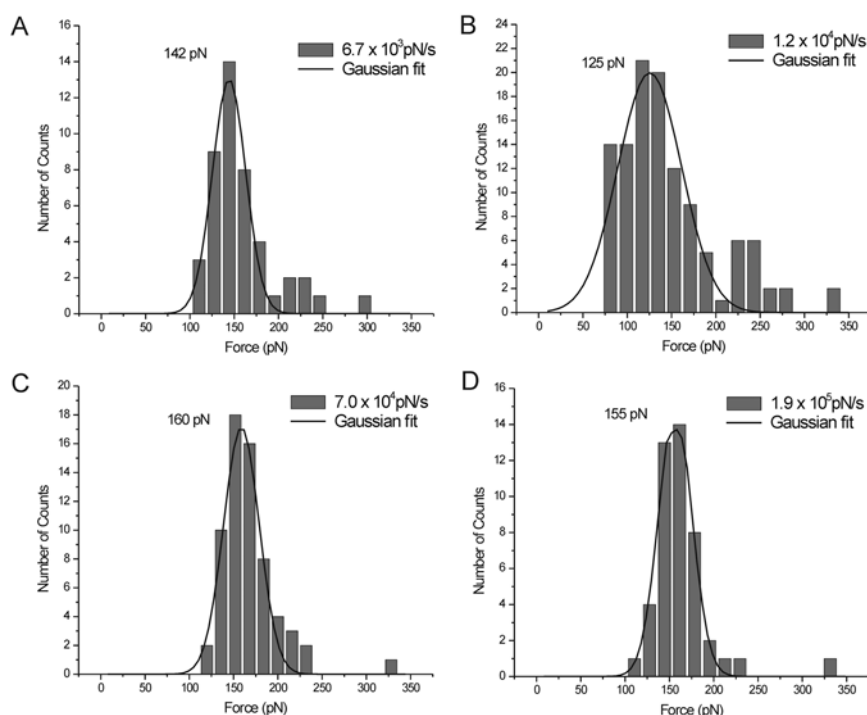 A
142 pN
6.7 x 10³pN/s
Gaussian fit
16
14
12
10
8
6
4
2
0
Number of Counts
0 50 100 150 200 250 300 350
Force (pN)
B
125 pN
1.2 x 10⁴pN/s
Gaussian fit
24
22
20
18
16
14
12
10
8
6
4
2
0
Number of Counts
0 50 100 150 200 250 300 350
Force (pN)
C
160 pN
7.0 x 10⁴pN/s
Gaussian fit
20
18
16
14
12
10
8
6
4
2
0
Number of Counts
0 50 100 150 200 250 300 350
Force (pN)
D
155 pN
1.9 x 10⁵pN/s
Gaussian fit
16
14
12
10
8
6
4
2
0
Number of Counts
0 50 100 150 200 250 300 350
Force (pN)